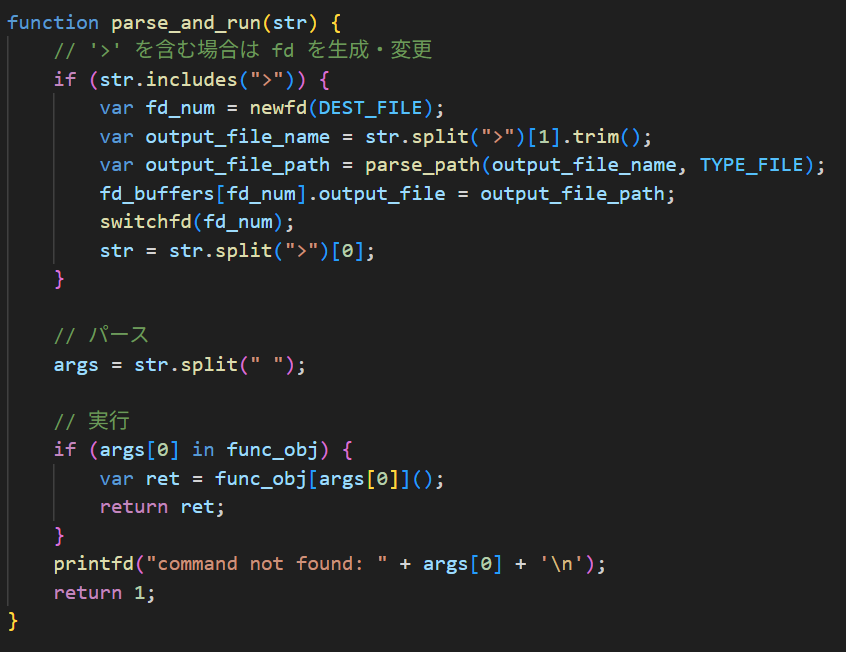 function parse_and_run(str) {
    // '>' を含む場合は fd を生成・変更
    if (str.includes(">")) {
        var fd_num = newfd(DEST_FILE);
        var output_file_name = str.split(">")[1].trim();
        var output_file_path = parse_path(output_file_name, TYPE_FILE);
        fd_buffers[fd_num].output_file = output_file_path;
        switchfd(fd_num);
        str = str.split(">")[0];
    }

    // パース
    args = str.split(" ");

    // 実行
    if (args[0] in func_obj) {
        var ret = func_obj[args[0]]();
        return ret;
    }
    printfd("command not found: " + args[0] + '\n');
    return 1;
}